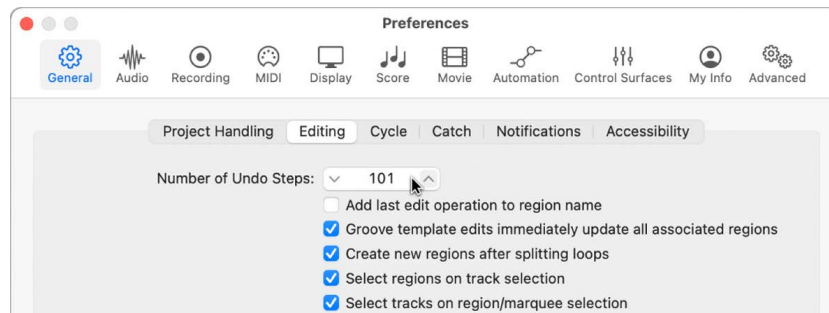 Preferences
General Audio Recording MIDI Display Score Movie Automation Control Surfaces My Info Advanced
Project Handling Editing Cycle Catch Notifications Accessibility
Number of Undo Steps: 101
Add last edit operation to region name
Groove template edits immediately update all associated regions
Create new regions after splitting loops
Select regions on track selection
Select tracks on region/marquee selection